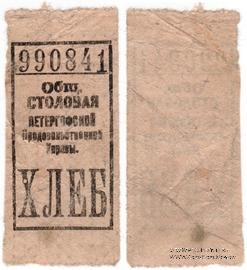 990841
Общ.
СТОЛОВАЯ
ПЕТЕРГОФСКОЙ
Продовольственной
Управы.
ХЛЕБ